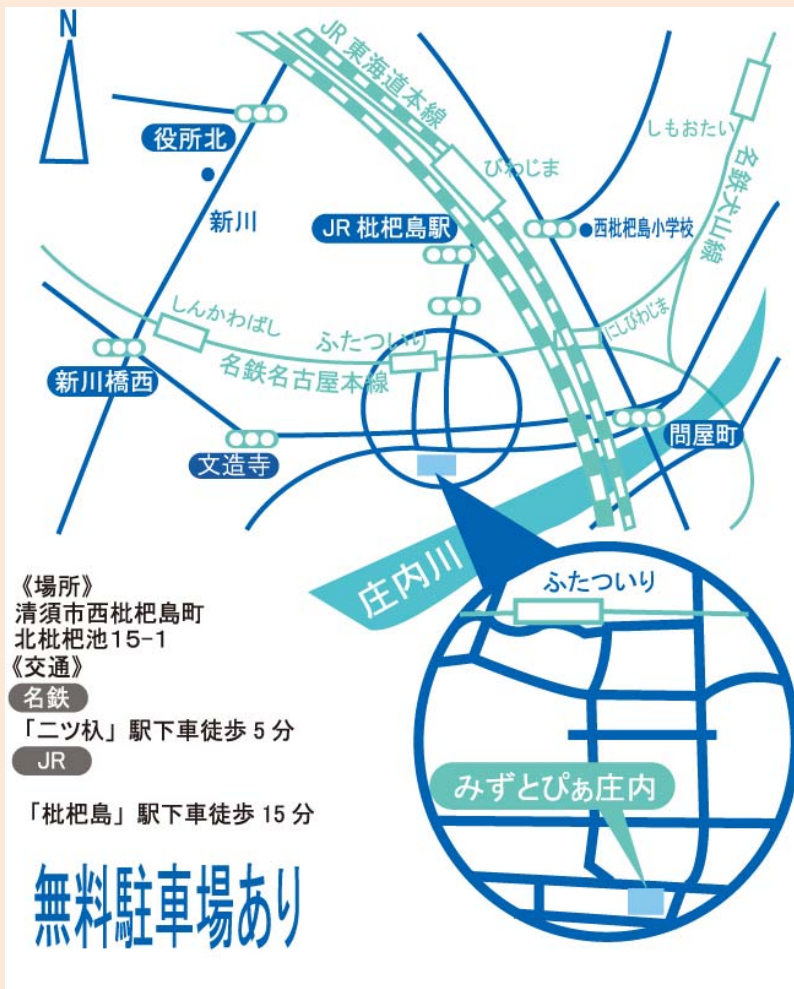 N
JR 東海道本線
役所北
びわじま
しもおたい
名鉄犬山線
新川
JR 枇杷島駅
西枇杷島小学校
しんかわばし
ふたついり
にしびわじま
名鉄名古屋本線
新川橋西
文造寺
問屋町
庄内川
ふたついり
みずとぴぁ庄内
《場所》
清須市西枇杷島町
北枇杷池15-1
《交通》
名鉄
「二ツ杁」駅下車徒歩 5 分
JR
「枇杷島」駅下車徒歩 15 分
無料駐車場あり